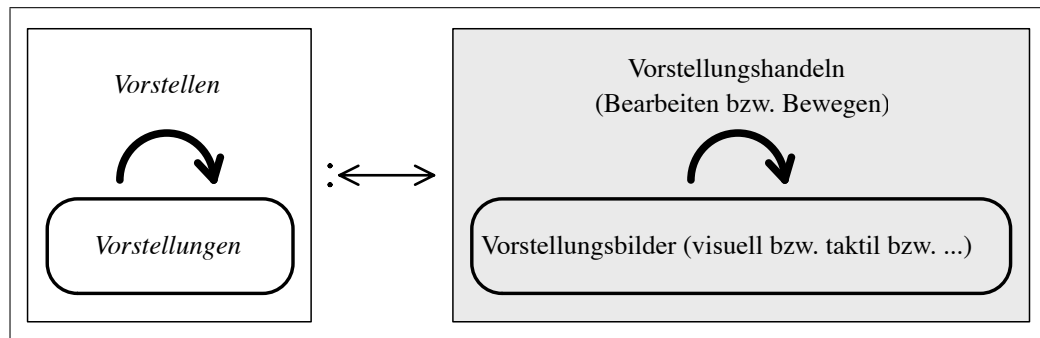 Vorstellen
Vorstellungen
:
Vorstellungshandeln
(Bearbeiten bzw. Bewegen)
Vorstellungsbilder (visuell bzw. taktil bzw. ...)